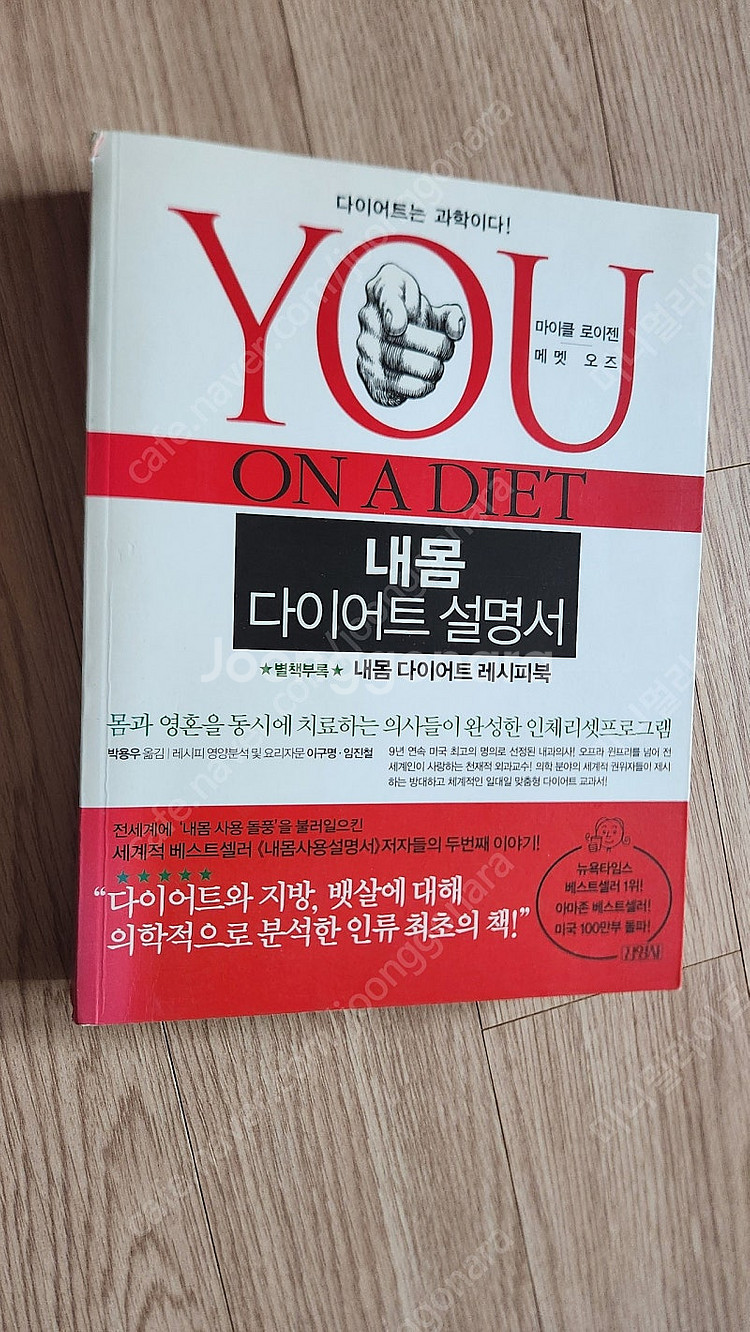 다이어트는 과학이다!
YOU
마이클 로이젠
메멧 오즈
ON A DIET
내몸
다이어트 설명서
★별책부록★ 내몸 다이어트 레시피북
몸과 영혼을 동시에 치료하는 의사들이 완성한 인체리셋프로그램
박용우 옮김 | 레시피 영양분석 및 요리자문 이구명·임진철
9년 연속 미국 최고의 명의로 선정된 내과의사! 오프라 윈프리를 넘어 전
세계인이 사랑하는 천재적 외과교수! 의학 분야의 세계적 권위자들이 제시
하는 방대하고 체계적인 일대일 맞춤형 다이어트 교과서!
전세계에 '내몸 사용 돌풍'을 불러일으킨
세계적 베스트셀러 《내몸사용설명서》 저자들의 두번째 이야기!
★★★★★
“다이어트와 지방, 뱃살에 대해
의학적으로 분석한 인류 최초의 책!”
뉴욕타임스
베스트셀러 1위!
아마존 베스트셀러!
미국 100만부 돌파!
김영사
Joonggonara
cafe.naver.com/joonggonara